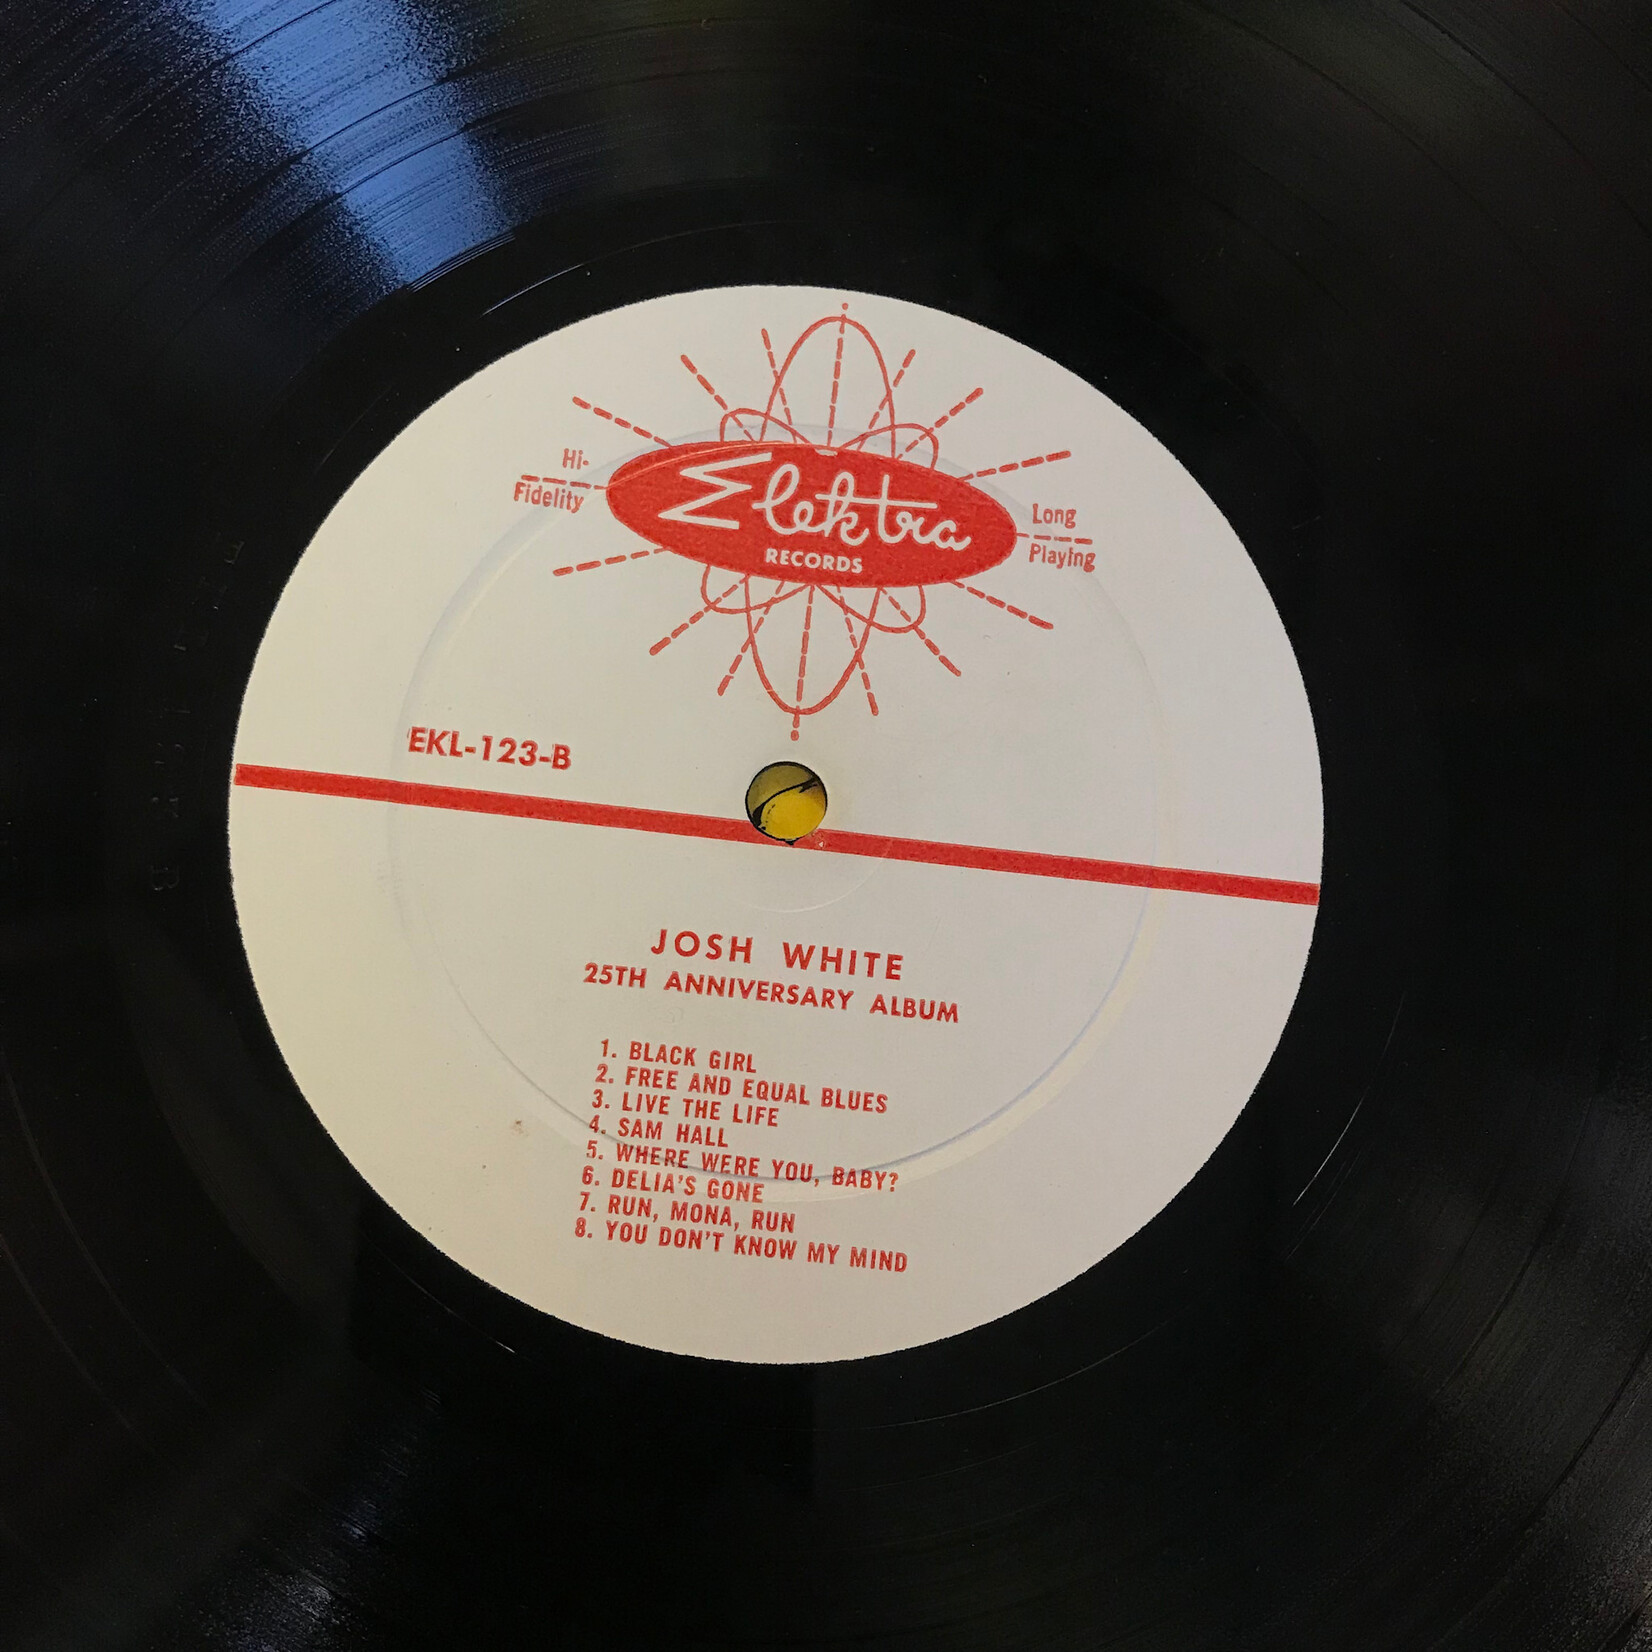 Hi-
Fidelity
Elektra
RECORDS
Long
Playing
EKL-123-B
JOSH WHITE
25TH ANNIVERSARY ALBUM
1. BLACK GIRL
2. FREE AND EQUAL BLUES
3. LIVE THE LIFE
4. SAM HALL
5. WHERE WERE YOU, BABY?
6. DELIA'S GONE
7. RUN, MONA, RUN
8. YOU DON'T KNOW MY MIND